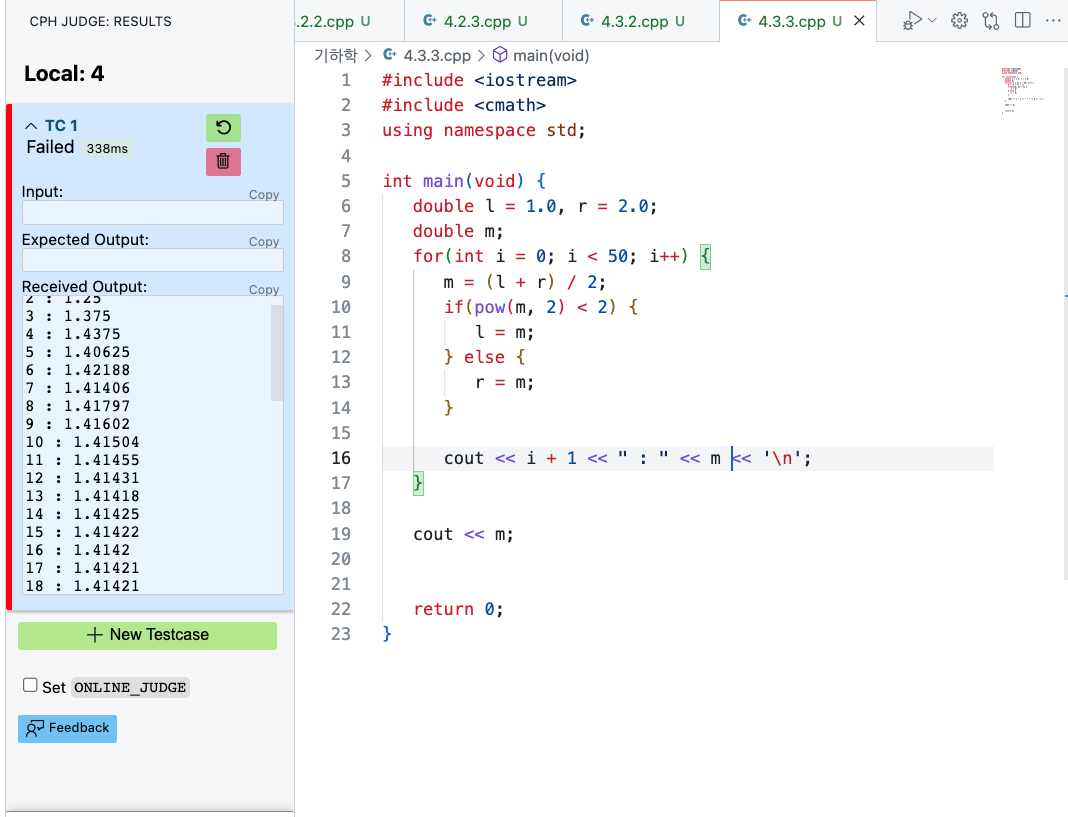 CPH JUDGE: RESULTS
.2.2.cpp U
4.2.3.cpp U
4.3.2.cpp U
4.3.3.cpp U
기하학 > 4.3.3.cpp > main(void)
Local: 4
TC 1
Failed 338ms
Input:
Copy
Expected Output:
Copy
Received Output:
Copy
2 : 1.25
3 : 1.375
4 : 1.4375
5 : 1.40625
6 : 1.42188
7 : 1.41406
8 : 1.41797
9 : 1.41602
10 : 1.41504
11 : 1.41455
12 : 1.41431
13 : 1.41418
14 : 1.41425
15 : 1.41422
16 : 1.4142
17 : 1.41421
18 : 1.41421
+ New Testcase
Set ONLINE_JUDGE
Feedback
1 #include <iostream>
2 #include <cmath>
3 using namespace std;
4
5 int main(void) {
6 double l = 1.0, r = 2.0;
7 double m;
8 for(int i = 0; i < 50; i++) {
9 m = (l + r) / 2;
10 if(pow(m, 2) < 2) {
11 l = m;
12 } else {
13 r = m;
14 }
15
16 cout << i + 1 << " : " << m << '\n';
17 }
18
19 cout << m;
20
21
22 return 0;
23 }